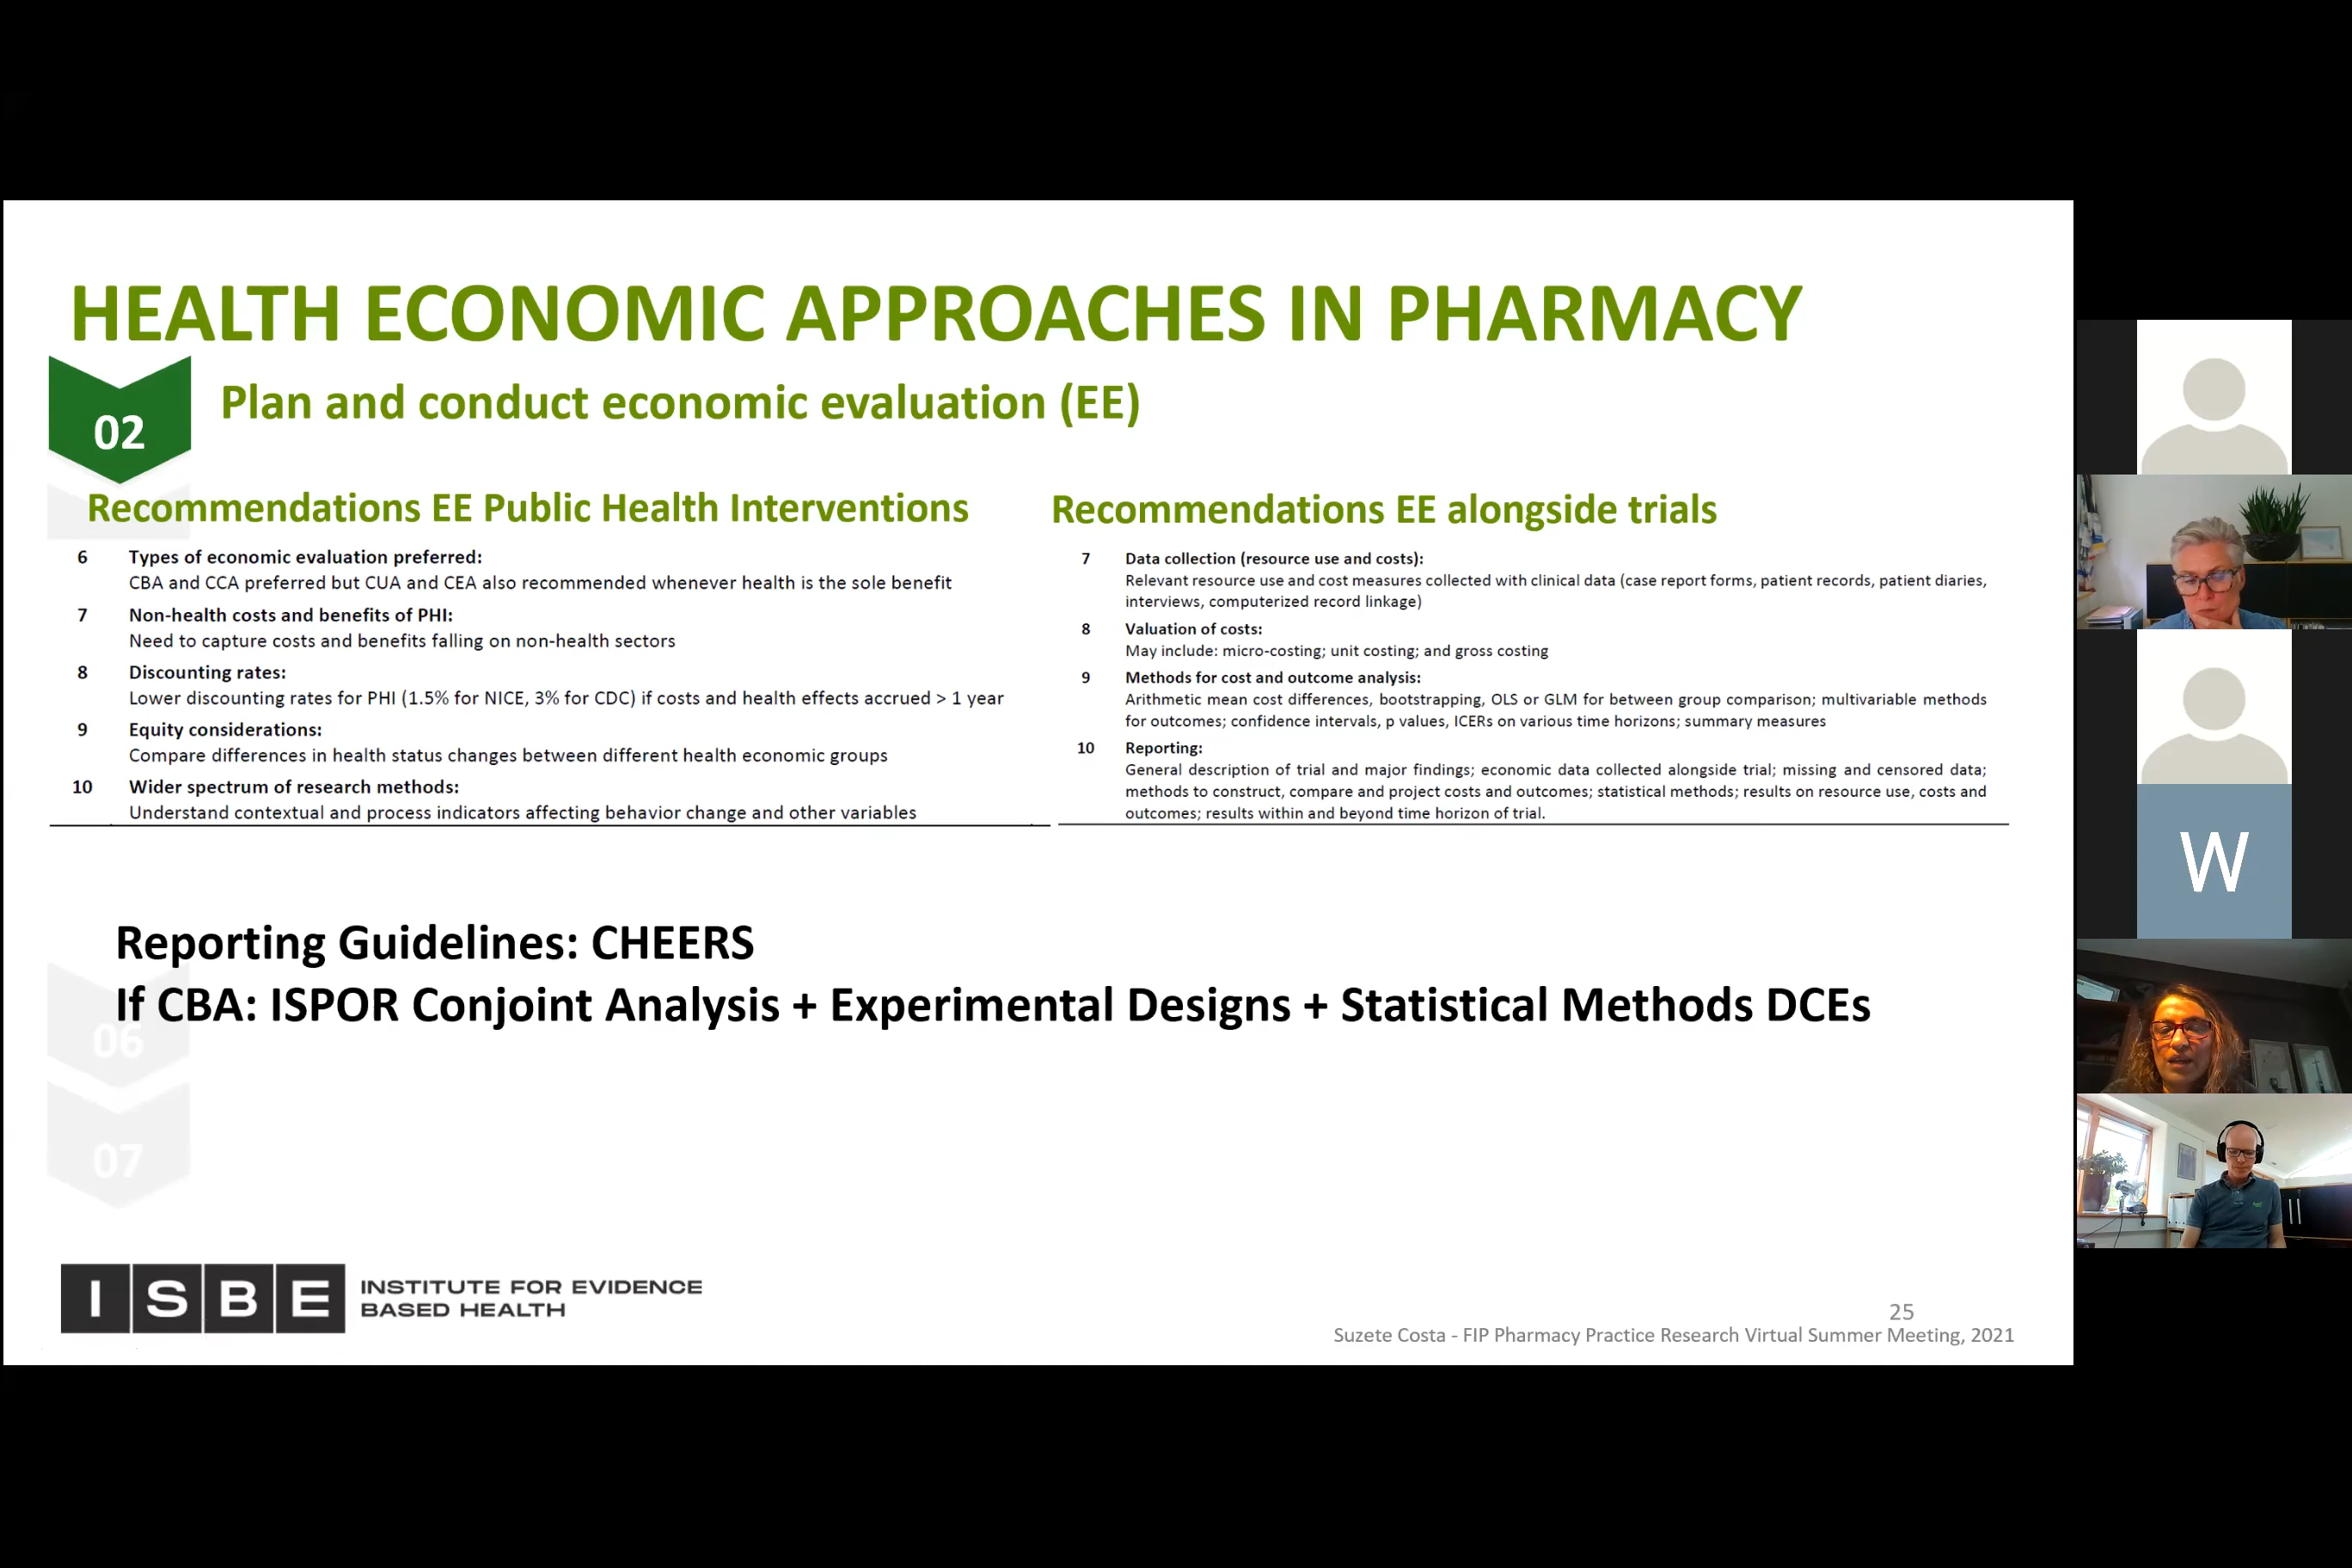 HEALTH ECONOMIC APPROACHES IN PHARMACY
02
Plan and conduct economic evaluation (EE)
Recommendations EE Public Health Interventions
6 Types of economic evaluation preferred:
CBA and CCA preferred but CUA and CEA also recommended whenever health is the sole benefit
7 Non-health costs and benefits of PHI:
Need to capture costs and benefits falling on non-health sectors
8 Discounting rates:
Lower discounting rates for PHI (1.5% for NICE, 3% for CDC) if costs and health effects accrued > 1 year
9 Equity considerations:
Compare differences in health status changes between different health economic groups
10 Wider spectrum of research methods:
Understand contextual and process indicators affecting behavior change and other variables
Recommendations EE alongside trials
7 Data collection (resource use and costs):
Relevant resource use and cost measures collected with clinical data (case report forms, patient records, patient diaries,
interviews, computerized record linkage)
8 Valuation of costs:
May include: micro-costing; unit costing; and gross costing
9 Methods for cost and outcome analysis:
Arithmetic mean cost differences, bootstrapping, OLS or GLM for between group comparison; multivariable methods
for outcomes; confidence intervals, p values, ICERs on various time horizons; summary measures
10 Reporting:
General description of trial and major findings; economic data collected alongside trial; missing and censored data;
methods to construct, compare and project costs and outcomes; statistical methods; results on resource use, costs and
outcomes; results within and beyond time horizon of trial.
Reporting Guidelines: CHEERS
If CBA: ISPOR Conjoint Analysis + Experimental Designs + Statistical Methods DCEs
06
07
ISBE
INSTITUTE FOR EVIDENCE
BASED HEALTH
25
Suzete Costa - FIP Pharmacy Practice Research Virtual Summer Meeting, 2021
W